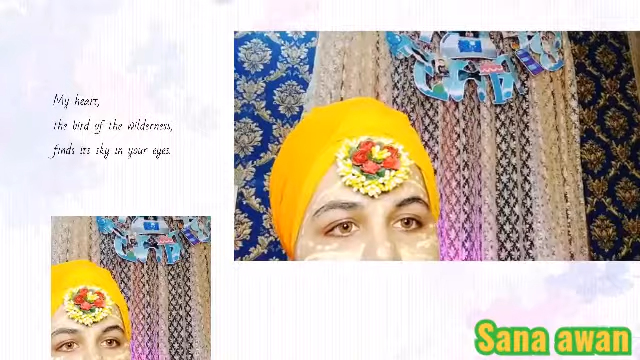 My heart,
the bird of the wilderness,
finds its sky in your eyes.
Sana awan